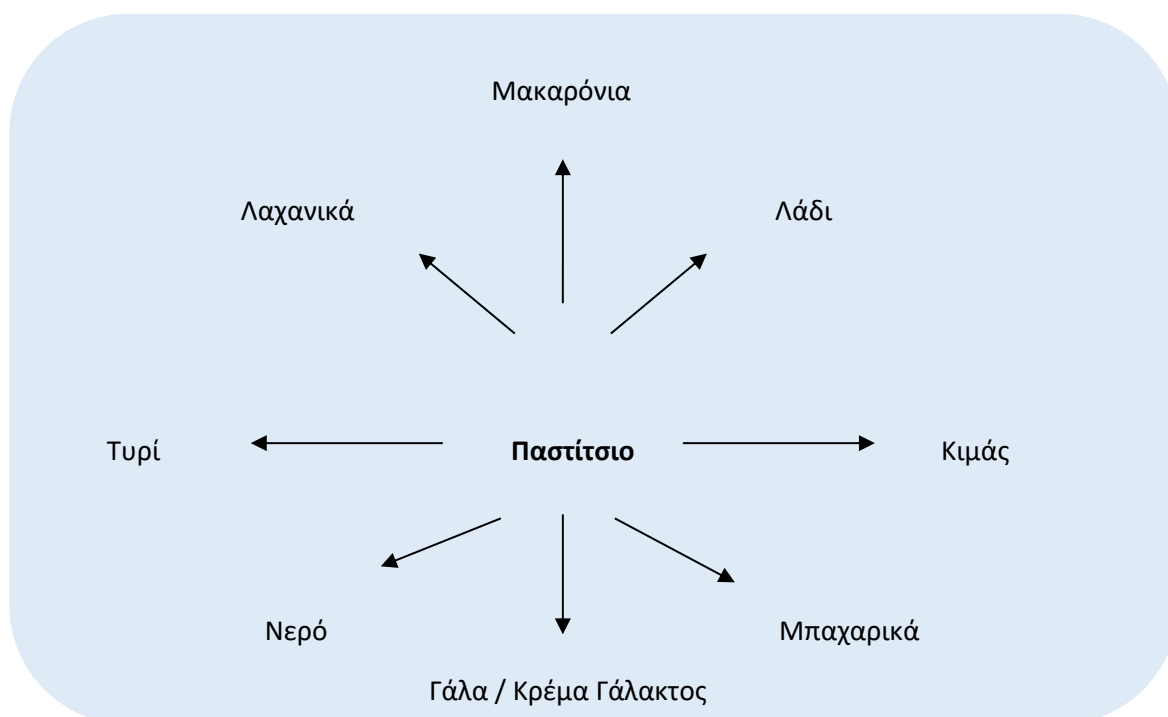 Μακαρόνια
Λαχανικά
Λάδι
Τυρί
Παστίτσιο
Κιμάς
Νερό
Μπαχαρικά
Γάλα / Κρέμα Γάλακτος